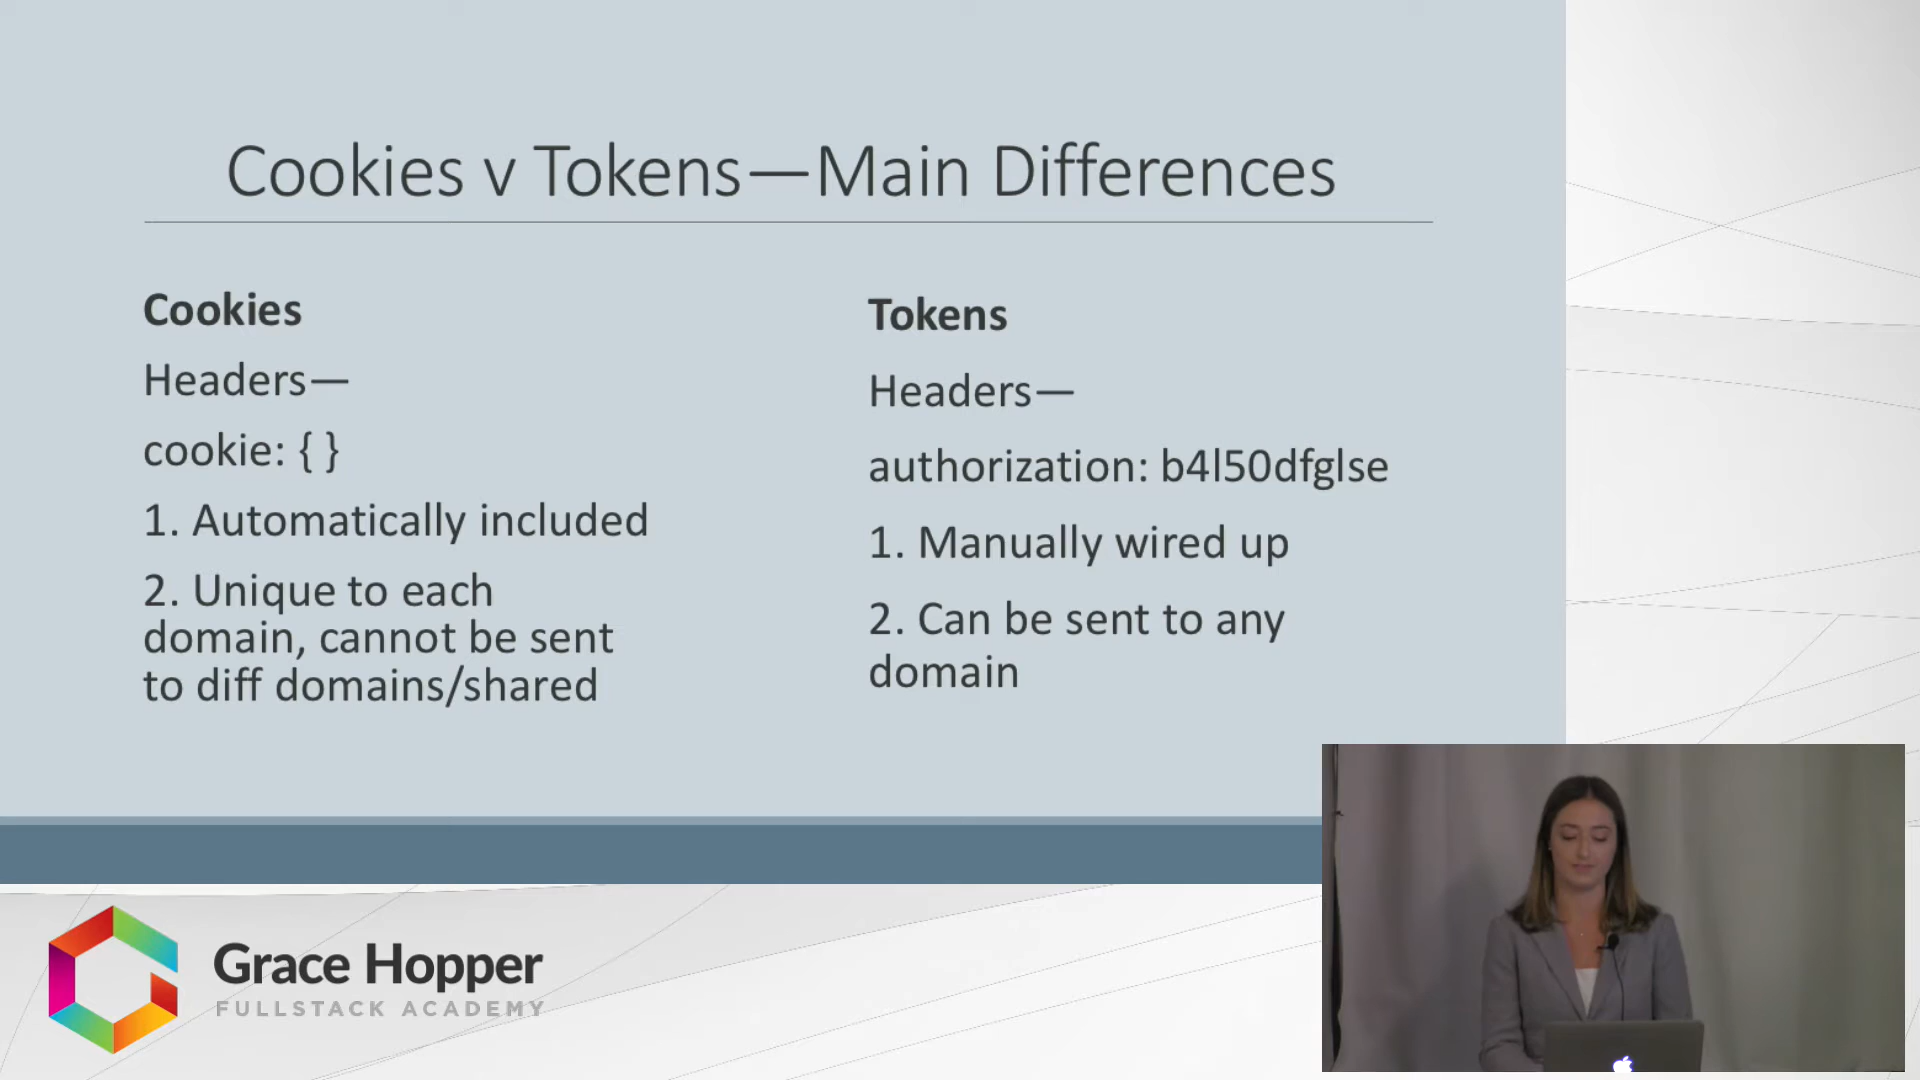 Cookies v Tokens—Main Differences
Cookies
Headers—
cookie: { }
1. Automatically included
2. Unique to each
domain, cannot be sent
to diff domains/shared
Tokens
Headers—
authorization: b4l50dfglse
1. Manually wired up
2. Can be sent to any
domain
Grace Hopper
FULLSTACK ACADEMY